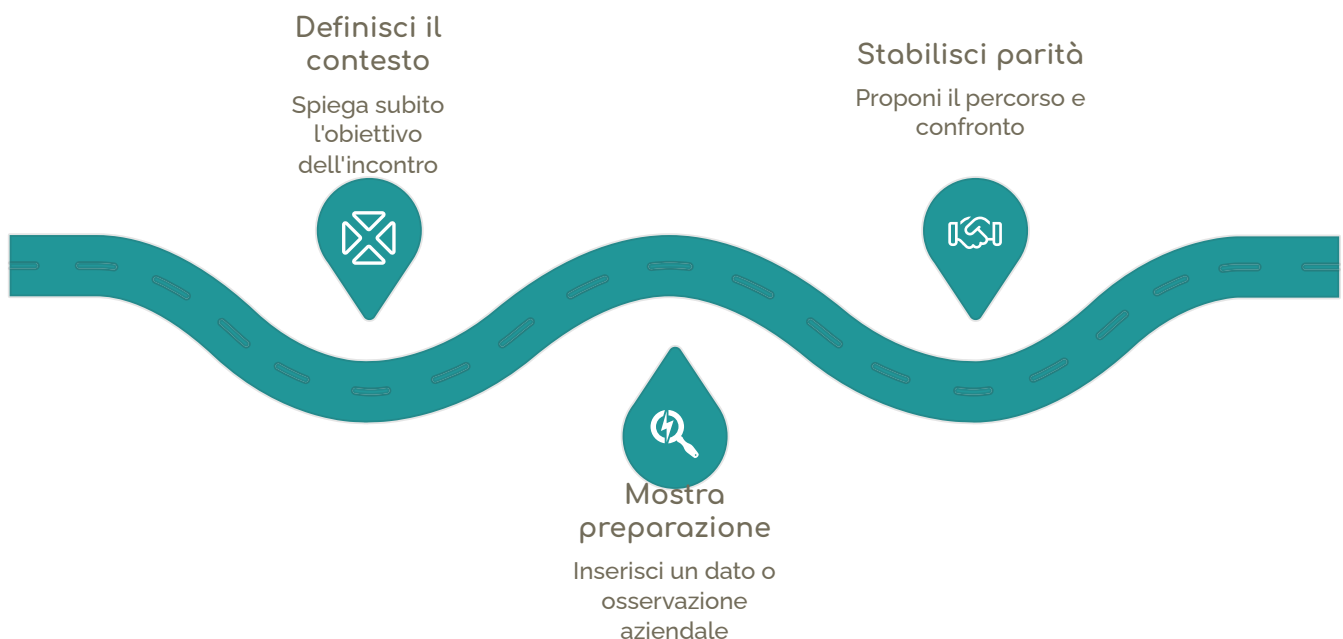 Definisci il
contesto
Spiega subito
l'obiettivo
dell'incontro
Mostra
preparazione
Inserisci un dato o
osservazione
aziendale
Stabilisci parità
Proponi il percorso e
confronto